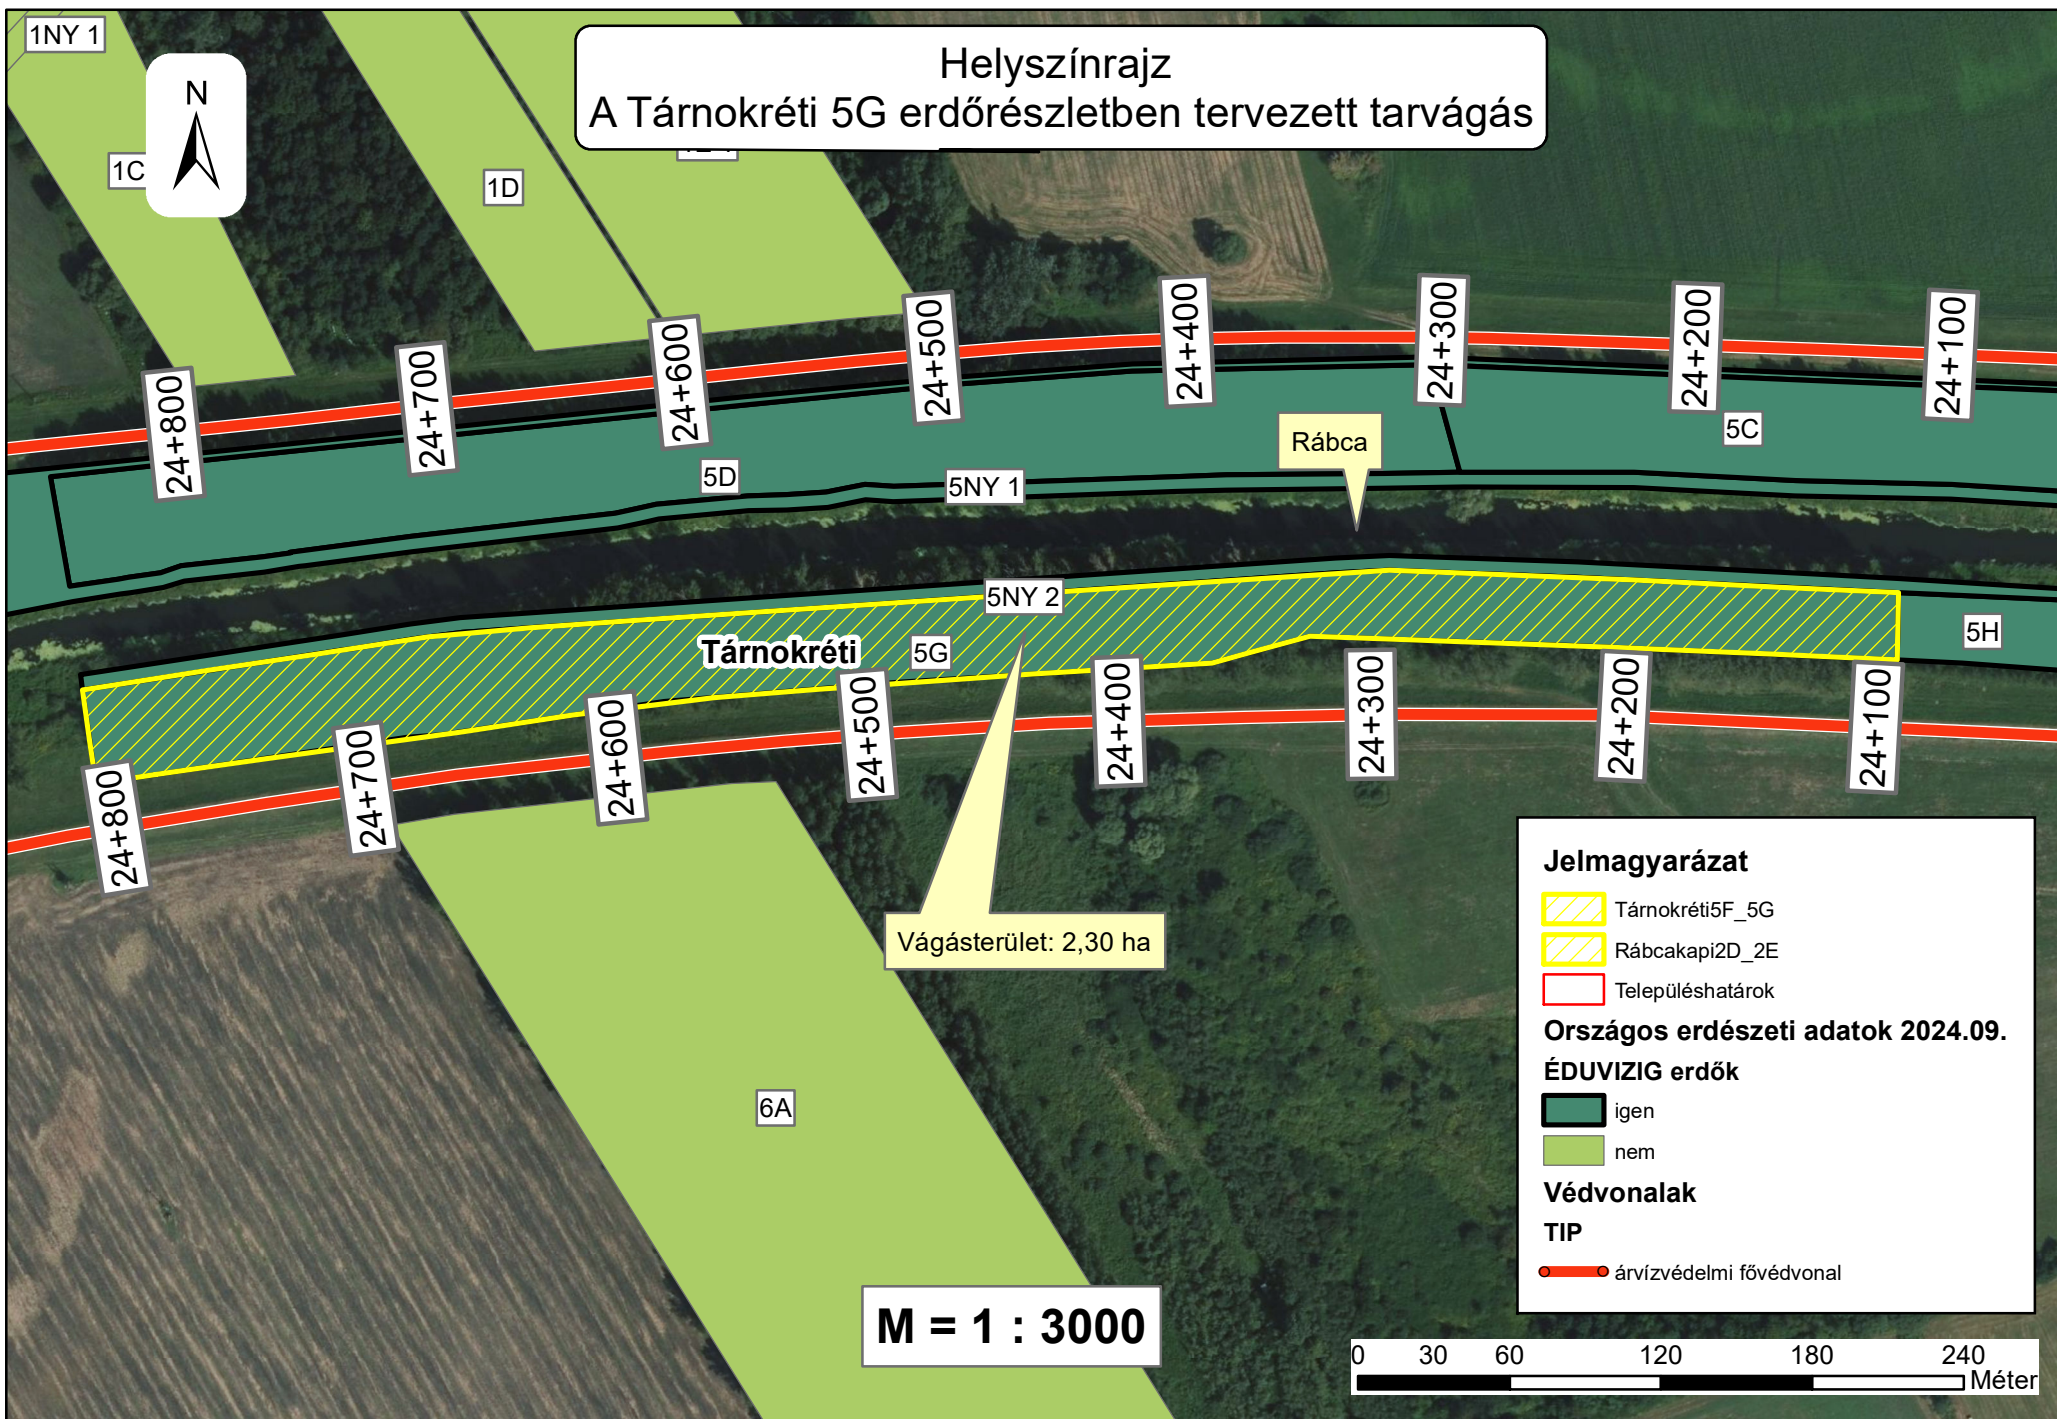 Helyszínrajz
A Tárnokréti 5G erdőrészletben tervezett tarvágás
1NY 1
N
1C
1D
24+800
24+700
24+600
24+500
24+400
24+300
24+200
24+100
5C
Rábca
5D
5NY 1
5NY 2
5H
Tárnokréti
5G
24+800
24+700
24+600
24+500
24+400
24+300
24+200
24+100
Vágásterület: 2,30 ha
6A
Jelmagyarázat
Tárnokréti5F_5G
Rábcakapi2D_2E
Településhatárok
Országos erdészeti adatok 2024.09.
ÉDUVIZIG erdők
igen
nem
Védvonalak
TIP
árvízvédelmi fővédvonal
M = 1 : 3000
0 30 60 120 180 240
Méter